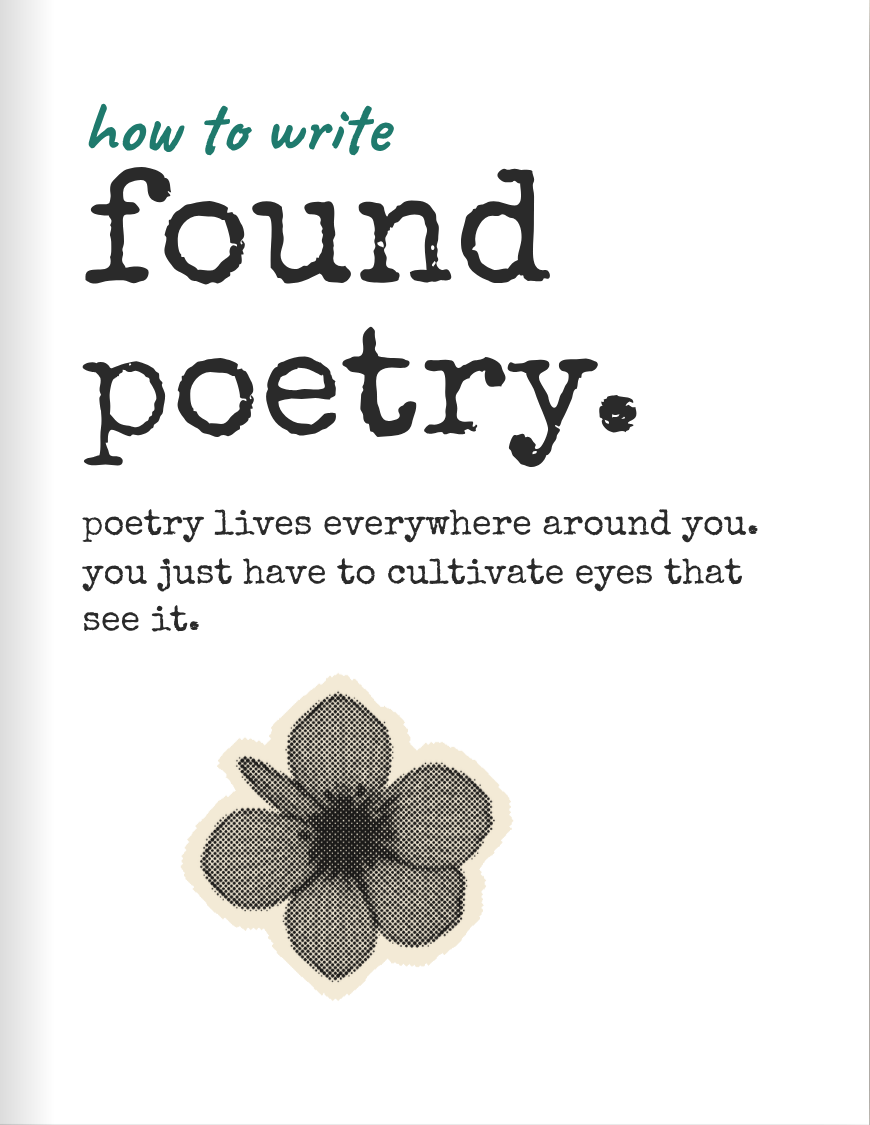 how to write
found
poetry.
poetry lives everywhere around you.
you just have to cultivate eyes that
see it.